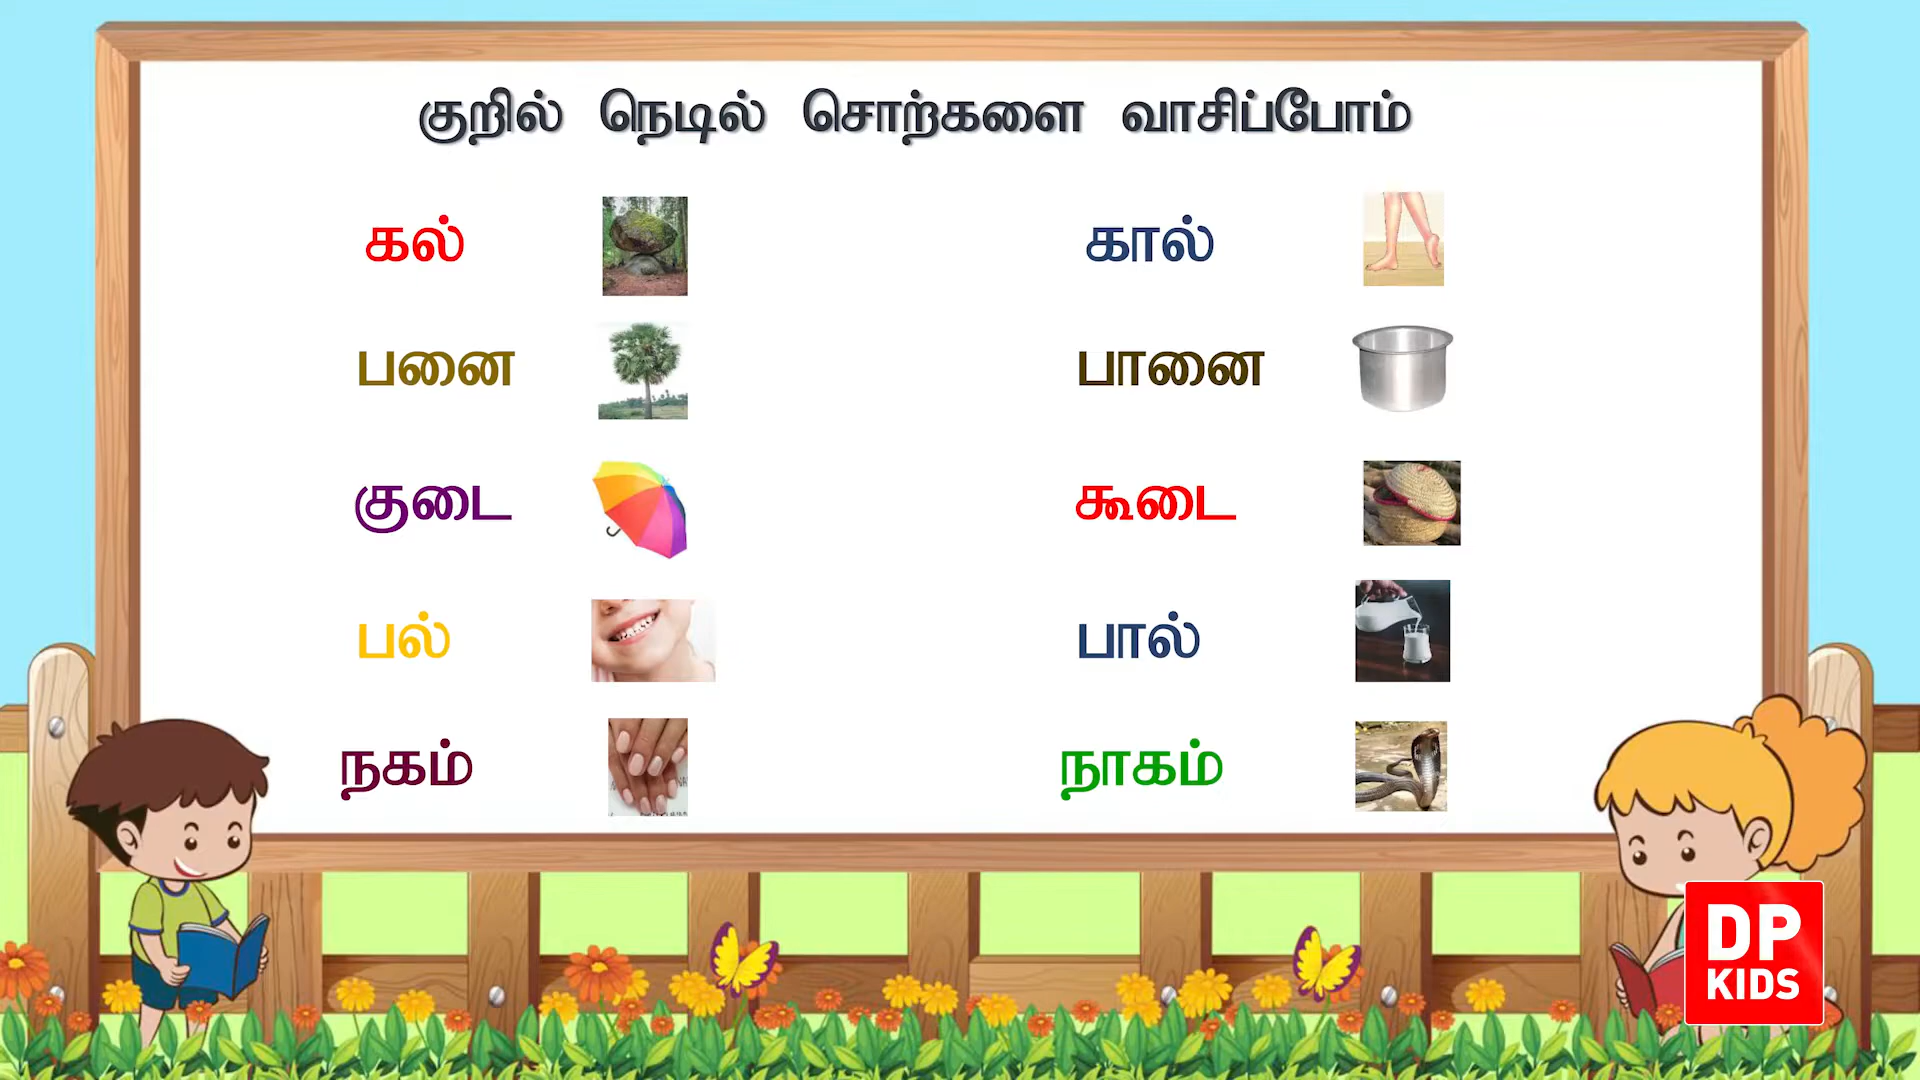 குறில் நெடில் சொற்களை வாசிப்போம்
கல் கால்
பனை பானை
குடை கூடை
பல் பால்
நகம் நாகம்
DP
KIDS